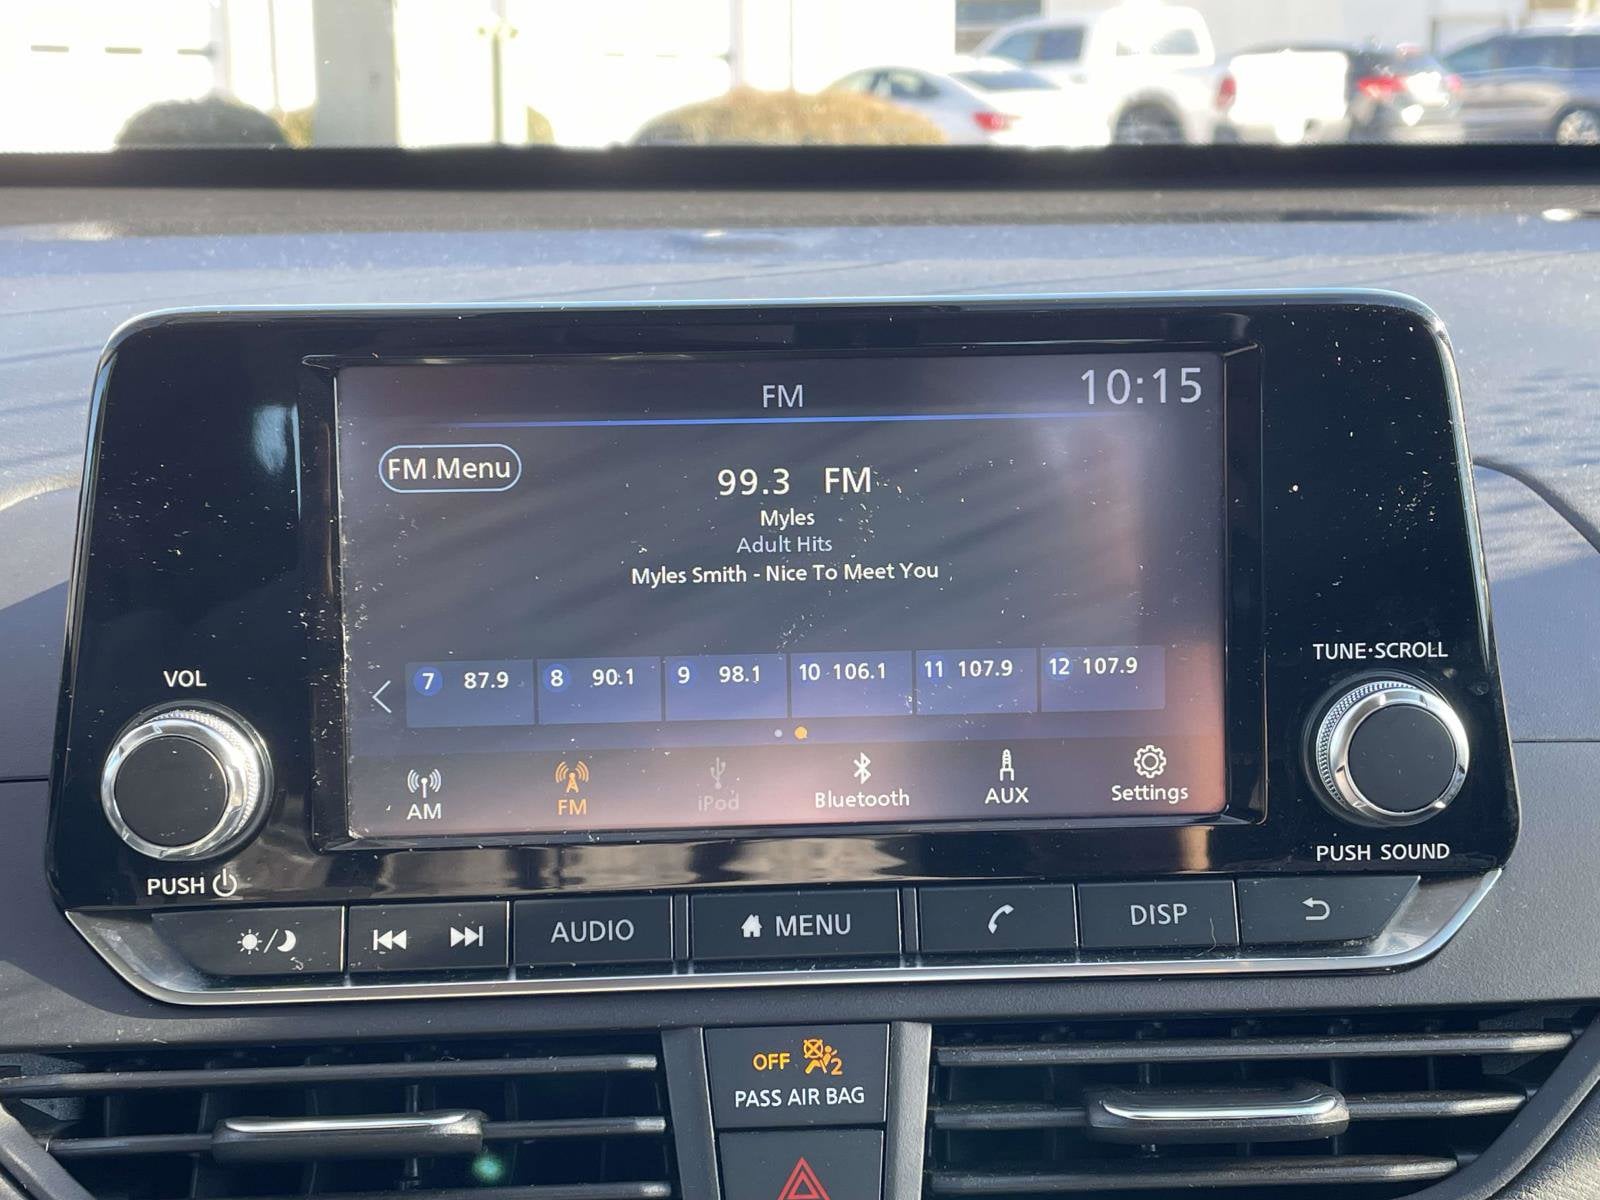 FM 10:15
FM Menu
99.3 FM
Myles
Adult Hits
Myles Smith - Nice To Meet You
7 87.9 8 90.1 9 98.1 10 106.1 11 107.9 12 107.9
AM FM iPod Bluetooth AUX Settings
VOL
PUSH
TUNE·SCROLL
PUSH SOUND
AUDIO MENU DISP
OFF 2
PASS AIR BAG